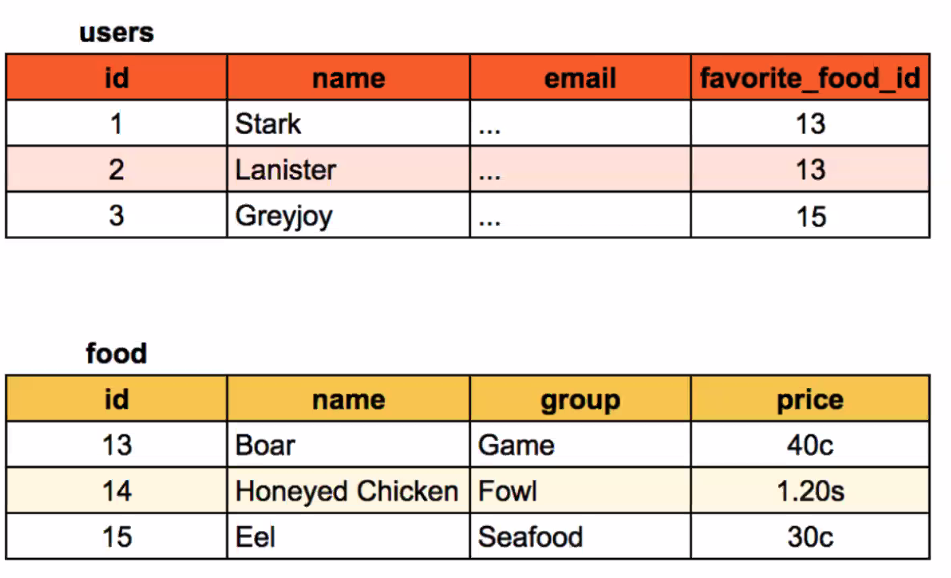 users
id name email favorite_food_id
1 Stark ... 13
2 Lanister ... 13
3 Greyjoy ... 15
food
id name group price
13 Boar Game 40c
14 Honeyed Chicken Fowl 1.20s
15 Eel Seafood 30c